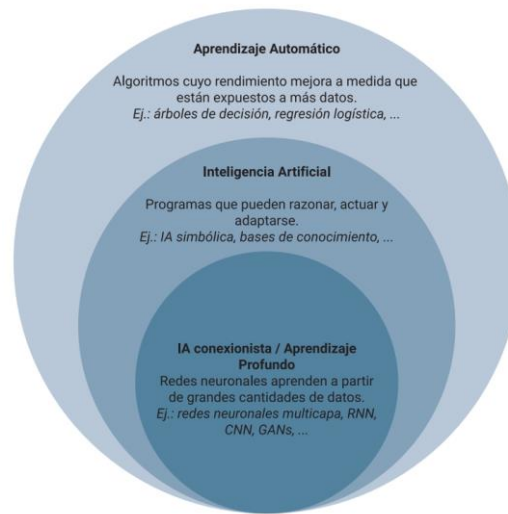 Aprendizaje Automático
Algoritmos cuyo rendimiento mejora a medida que
están expuestos a más datos.
Ej.: árboles de decisión, regresión logística, ...
Inteligencia Artificial
Programas que pueden razonar, actuar y
adaptarse.
Ej.: IA simbólica, bases de conocimiento, ...
IA conexionista / Aprendizaje
Profundo
Redes neuronales aprenden a partir
de grandes cantidades de datos.
Ej.: redes neuronales multicapa, RNN,
CNN, GANs, ...